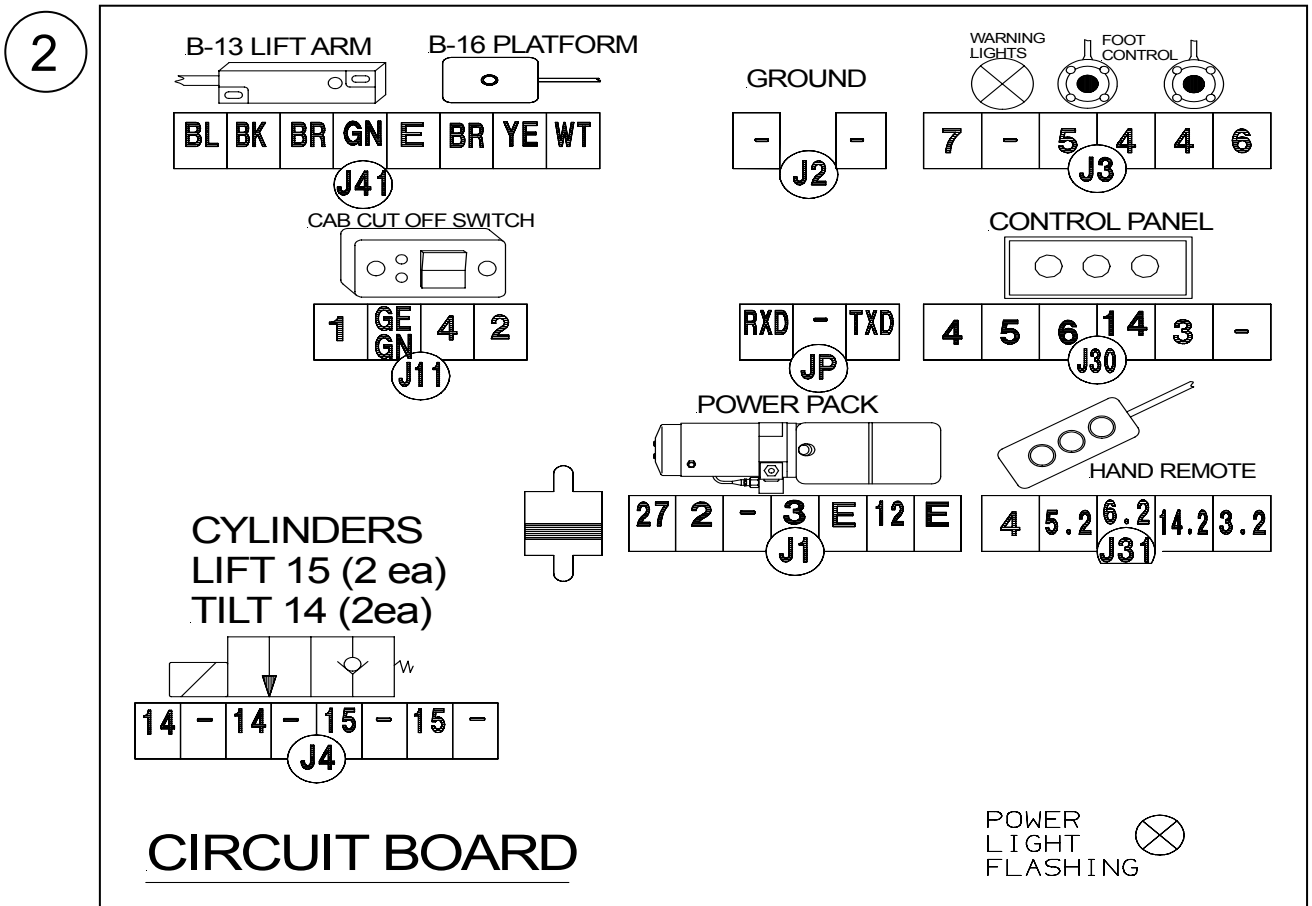 2
B-13 LIFT ARM
B-16 PLATFORM
BL BK BR GN E BR YE WT
J41
GROUND
- -
J2
WARNING
LIGHTS
FOOT
CONTROL
7 - 5 4 4 6
J3
CAB CUT OFF SWITCH
1 GE GN 4 2
J11
RXD - TXD
JP
CONTROL PANEL
4 5 6 14 3 -
J30
POWER PACK
27 2 - 3 E 12 E
J1
HAND REMOTE
4 5.2 6.2 14.2 3.2
J31
CYLINDERS
LIFT 15 (2 ea)
TILT 14 (2ea)
14 - 14 - 15 - 15 -
J4
CIRCUIT BOARD
POWER
LIGHT
FLASHING